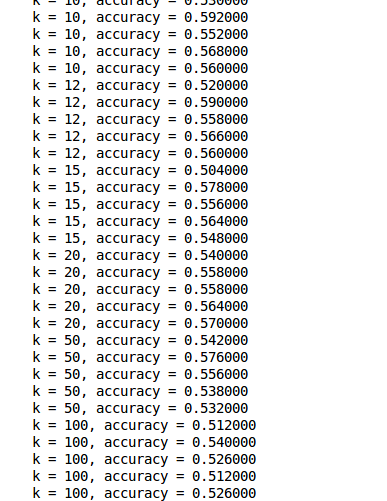 k = 10, accuracy = 0.530000
k = 10, accuracy = 0.592000
k = 10, accuracy = 0.552000
k = 10, accuracy = 0.568000
k = 10, accuracy = 0.560000
k = 12, accuracy = 0.520000
k = 12, accuracy = 0.590000
k = 12, accuracy = 0.558000
k = 12, accuracy = 0.566000
k = 12, accuracy = 0.560000
k = 15, accuracy = 0.504000
k = 15, accuracy = 0.578000
k = 15, accuracy = 0.556000
k = 15, accuracy = 0.564000
k = 15, accuracy = 0.548000
k = 20, accuracy = 0.540000
k = 20, accuracy = 0.558000
k = 20, accuracy = 0.558000
k = 20, accuracy = 0.564000
k = 20, accuracy = 0.570000
k = 50, accuracy = 0.542000
k = 50, accuracy = 0.576000
k = 50, accuracy = 0.556000
k = 50, accuracy = 0.538000
k = 50, accuracy = 0.532000
k = 100, accuracy = 0.512000
k = 100, accuracy = 0.540000
k = 100, accuracy = 0.526000
k = 100, accuracy = 0.512000
k = 100, accuracy = 0.526000